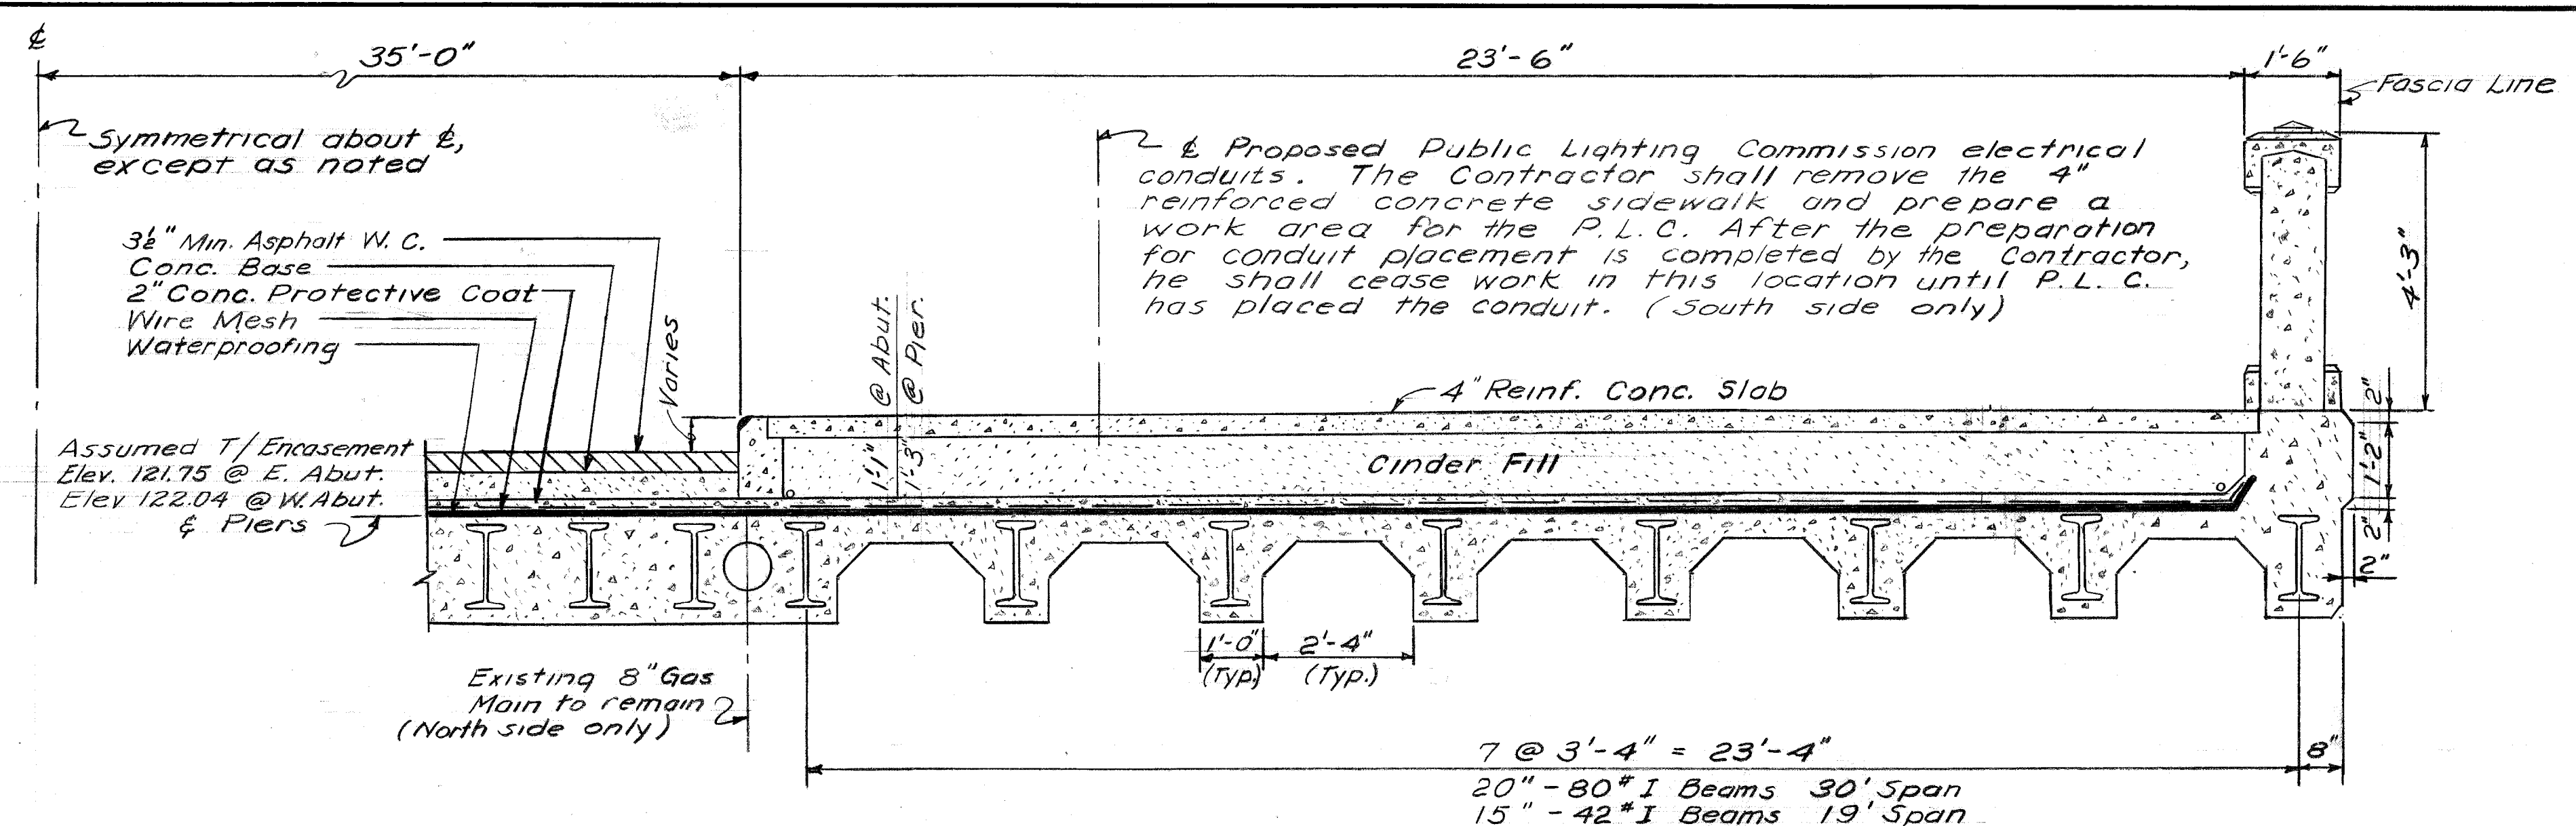 ℄
35'-0"
23'-6"
1'-6"
Fascia Line
Symmetrical about ℄,
except as noted
℄ Proposed Public Lighting Commission electrical
conduits. The Contractor shall remove the 4"
reinforced concrete sidewalk and prepare a
work area for the P.L.C. After the preparation
for conduit placement is completed by the Contractor,
he shall cease work in this location until P.L.C.
has placed the conduit. (South side only)
3½" Min. Asphalt W.C.
Conc. Base
2" Conc. Protective Coat
Wire Mesh
Waterproofing
Varies
1'-1" @ Abut.
1'-3" @ Pier.
4'-3"
4" Reinf. Conc. Slab
Cinder Fill
Assumed T/Encasement
Elev. 121.75 @ E. Abut.
Elev 122.04 @ W. Abut.
₵ Piers
2"
1'-2"
2"
2"
1'-0"
(Typ.)
2'-4"
(Typ.)
Existing 8" Gas
Main to remain
(North side only)
7 @ 3'-4" = 23'-4"
8"
20" - 80# I Beams 30' Span
15" - 42# I Beams 19' Span